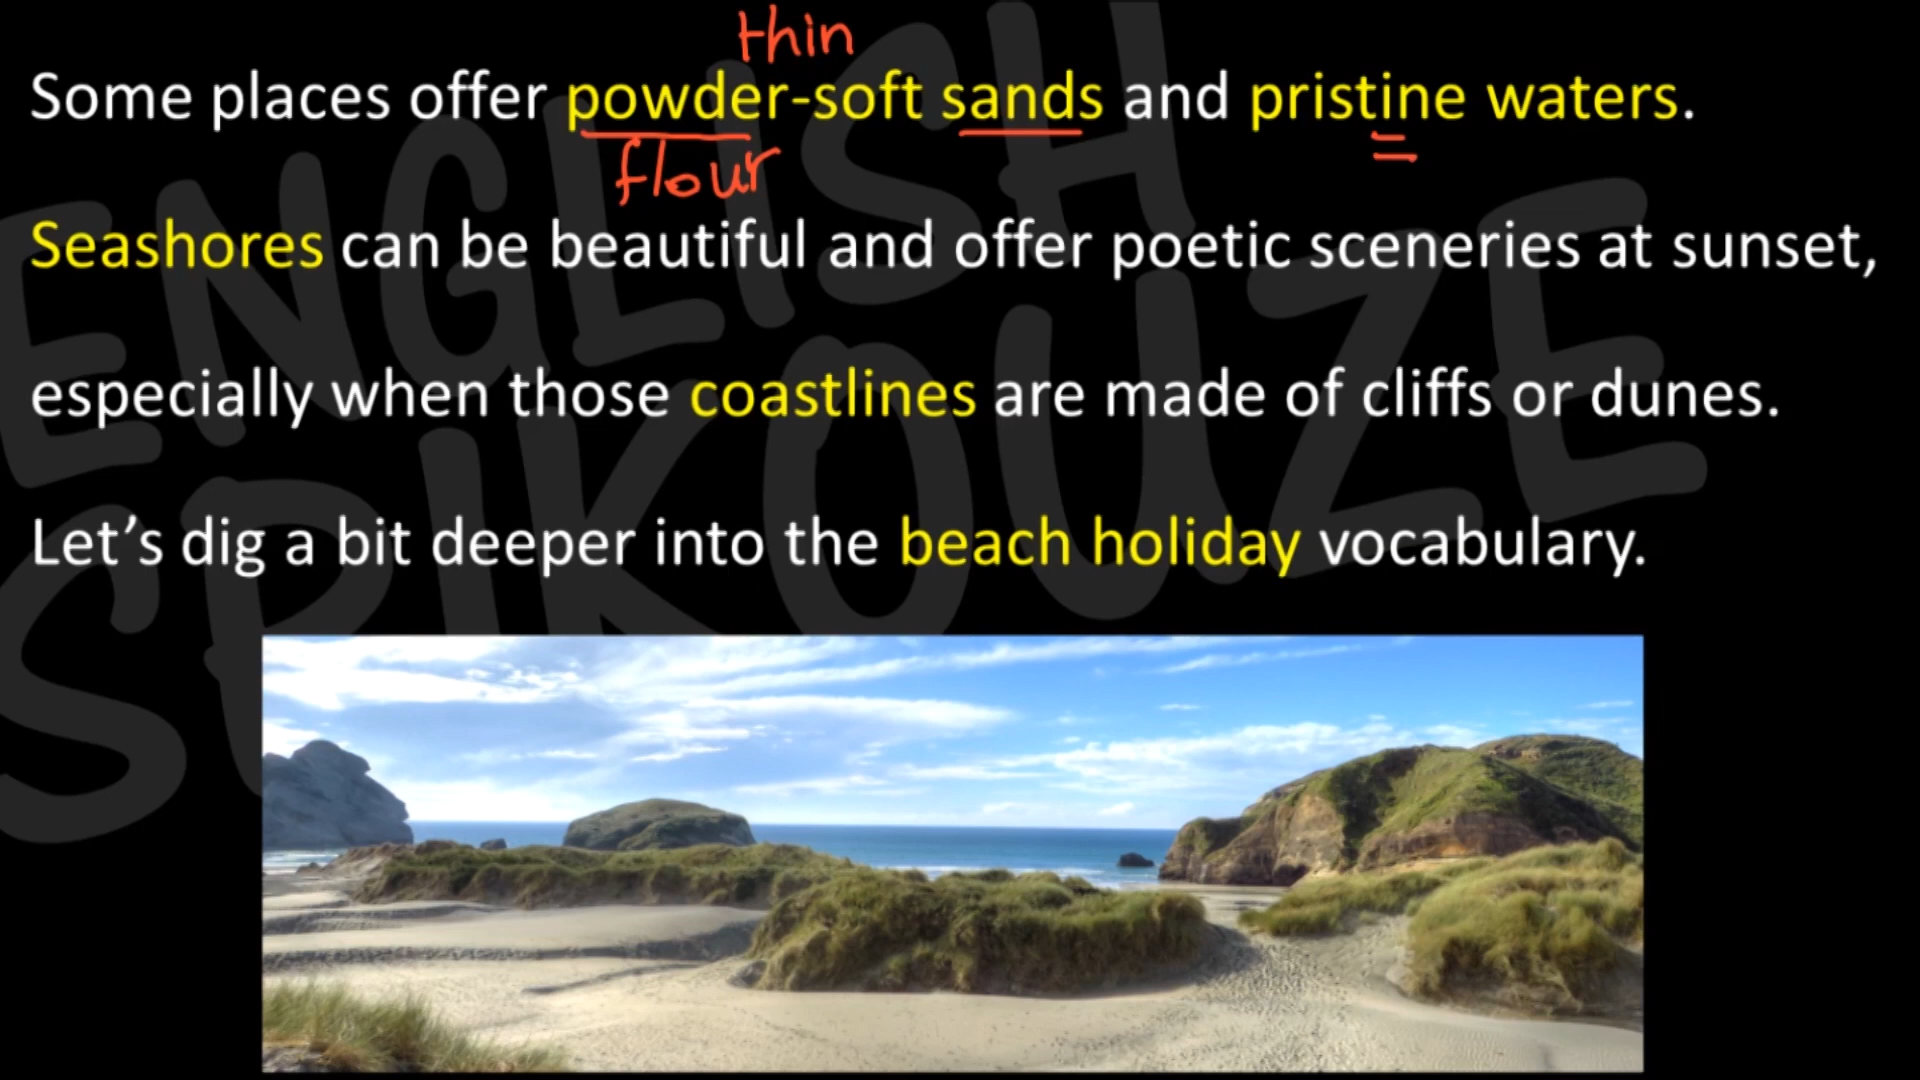 thin
Some places offer powder-soft sands and pristine waters.
flour
Seashores can be beautiful and offer poetic sceneries at sunset,
especially when those coastlines are made of cliffs or dunes.
Let's dig a bit deeper into the beach holiday vocabulary.
ENGLISH
SPIKOUZE